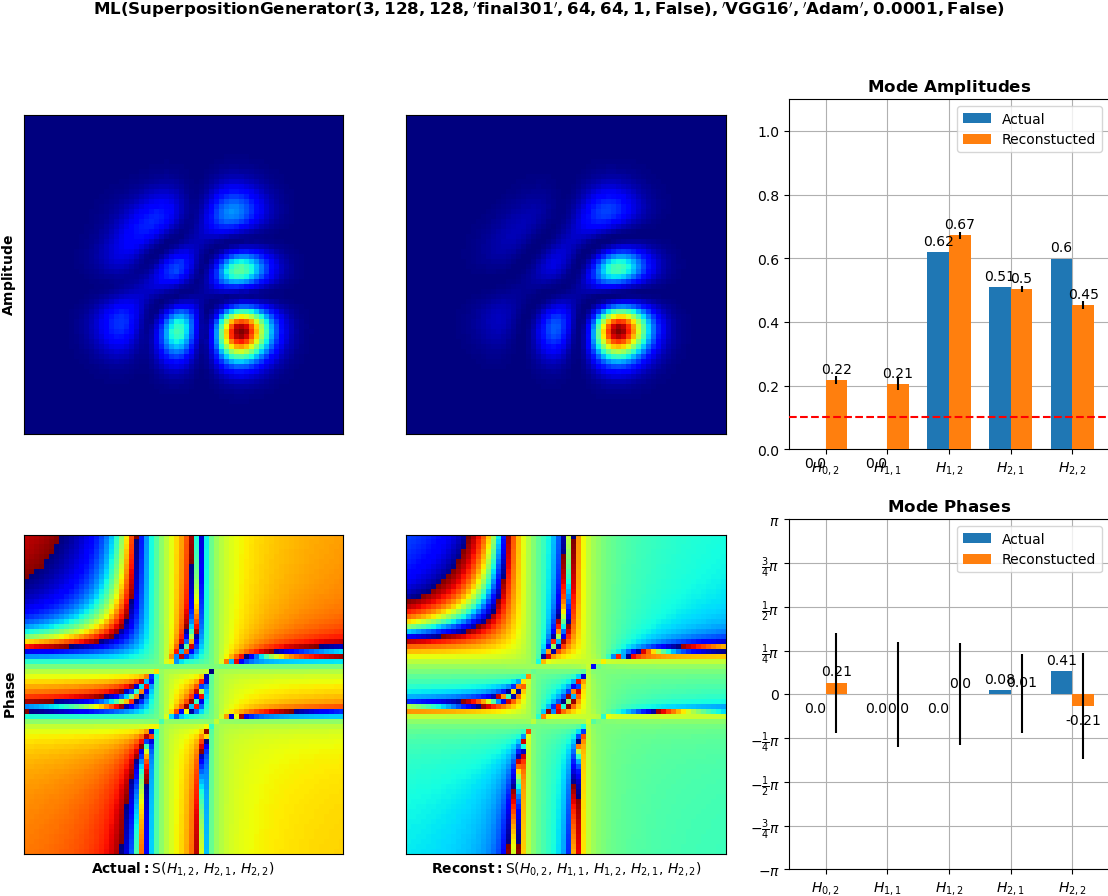 ML(SuperpositionGenerator(3, 128, 128, 'final301', 64, 64, 1, False), 'VGG16', 'Adam', 0.0001, False)
Amplitude
Mode Amplitudes
Actual
Reconstucted
1.0
0.8
0.6
0.4
0.2
0.0
0.0 0.22 0.0 0.21 0.62 0.67 0.51 0.5 0.6 0.45
H0,2 H1,1 H1,2 H2,1 H2,2
Phase
Actual: S(H1,2, H2,1, H2,2)
Reconst: S(H0,2, H1,1, H1,2, H2,1, H2,2)
Mode Phases
Actual
Reconstucted
π
3/4π
1/2π
1/4π
0
−1/4π
−1/2π
−3/4π
−π
0.0 0.21 0.0 0.0 0.0 0.0 0.08 0.01 0.41 -0.21
H0,2 H1,1 H1,2 H2,1 H2,2